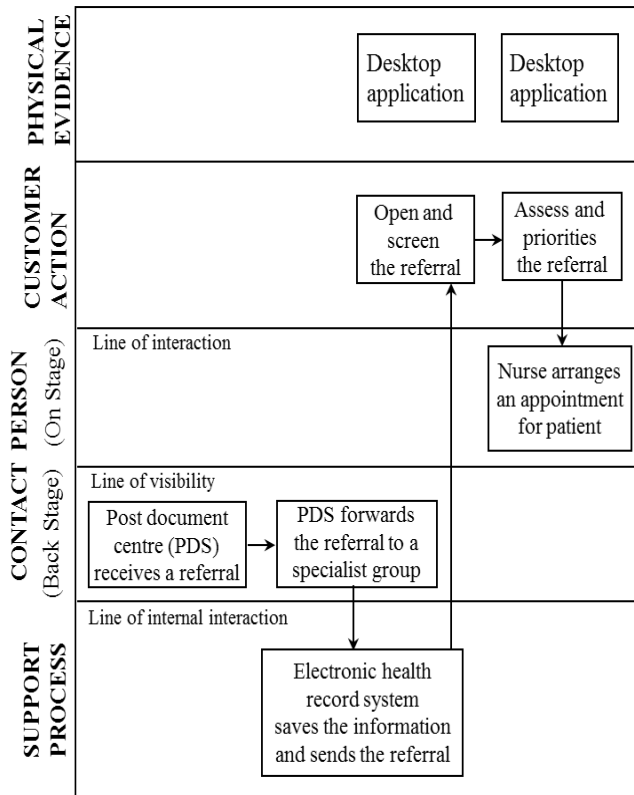 PHYSICAL
EVIDENCE
Desktop
application
Desktop
application
CUSTOMER
ACTION
Open and
screen
the referral
Assess and
priorities
the referral
CONTACT PERSON
(On Stage)
Line of interaction
Nurse arranges
an appointment
for patient
(Back Stage)
Line of visibility
Post document
centre (PDS)
receives a referral
PDS forwards
the referral to a
specialist group
SUPPORT
PROCESS
Line of internal interaction
Electronic health
record system
saves the information
and sends the referral